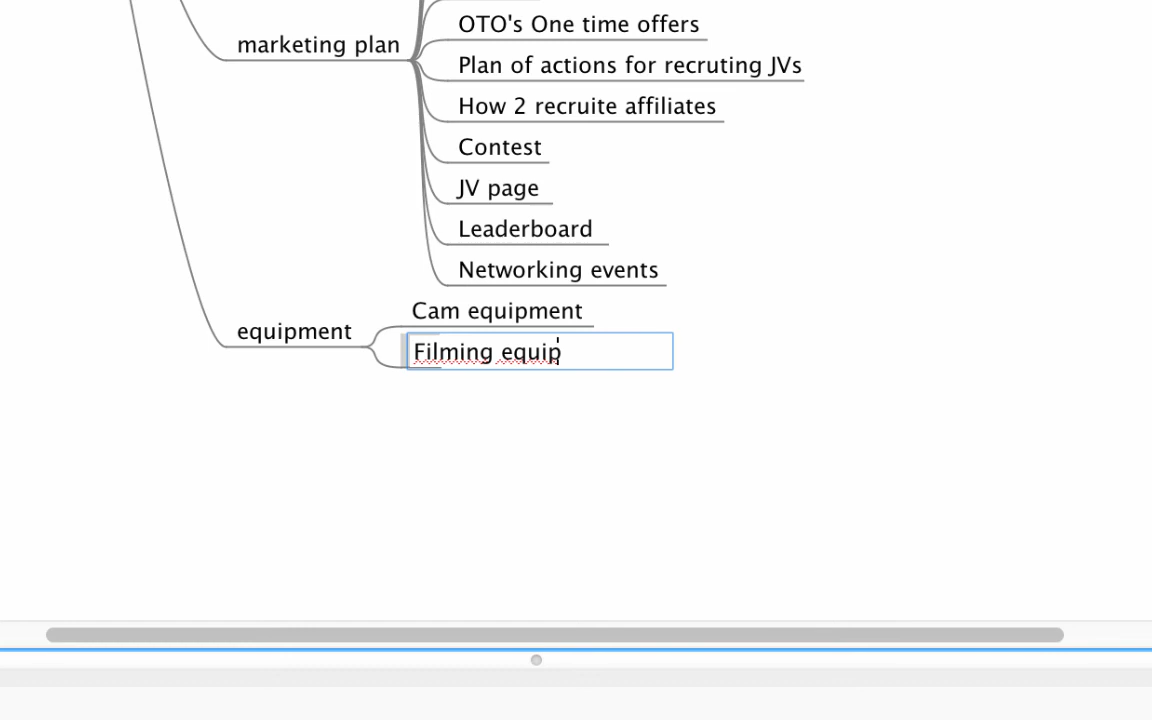 OTO's One time offers
marketing plan
Plan of actions for recruting JVs
How 2 recruite affiliates
Contest
JV page
Leaderboard
Networking events
Cam equipment
equipment
Filming equip